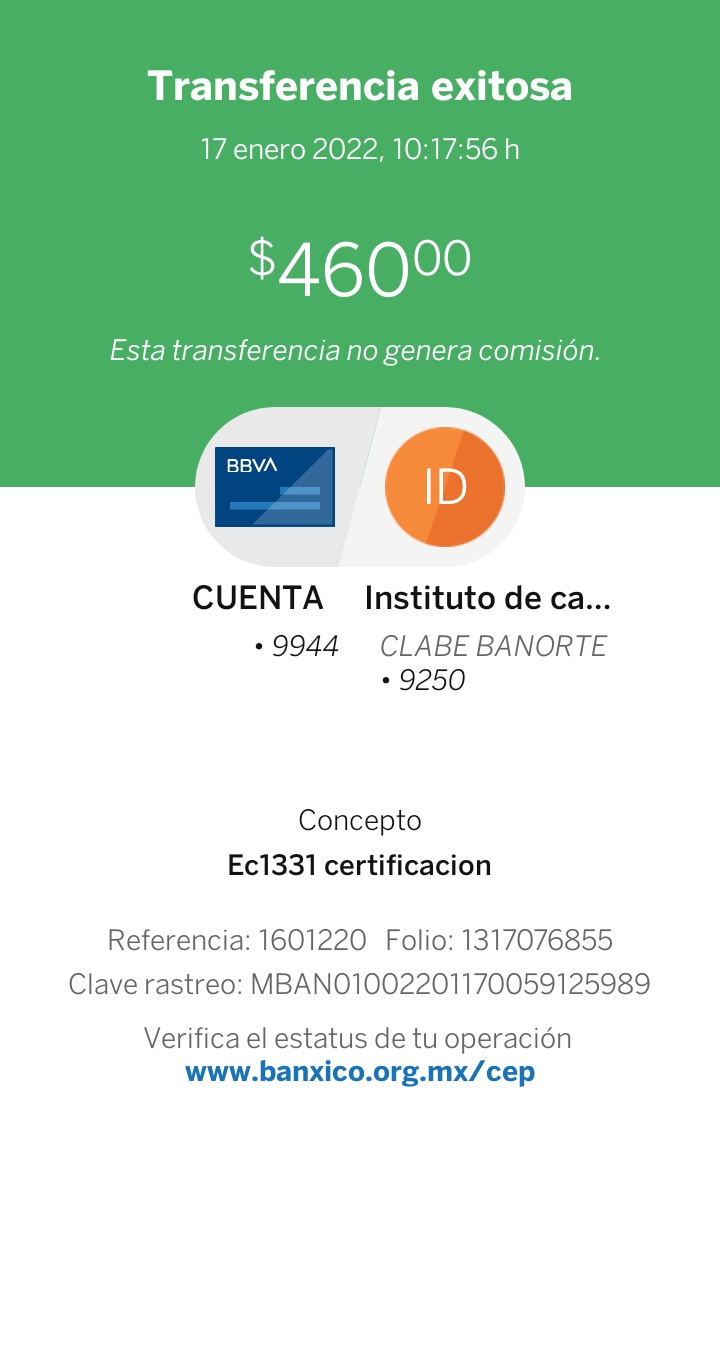 Transferencia exitosa
17 enero 2022, 10:17:56 h
$46000
Esta transferencia no genera comisión.
BBVA
ID
CUENTA
• 9944
Instituto de ca...
CLABE BANORTE
• 9250
Concepto
Ec1331 certificacion
Referencia: 1601220 Folio: 1317076855
Clave rastreo: MBAN01002201170059125989
Verifica el estatus de tu operación
www.banxico.org.mx/cep